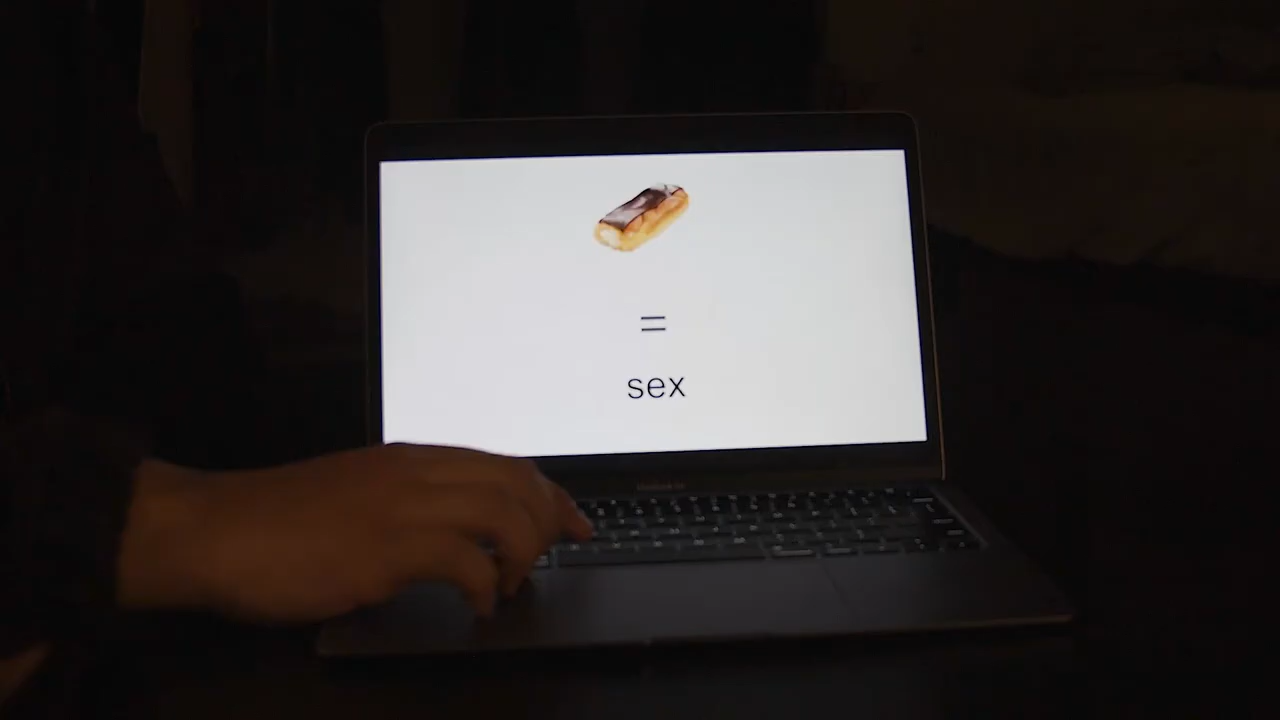 =
sex